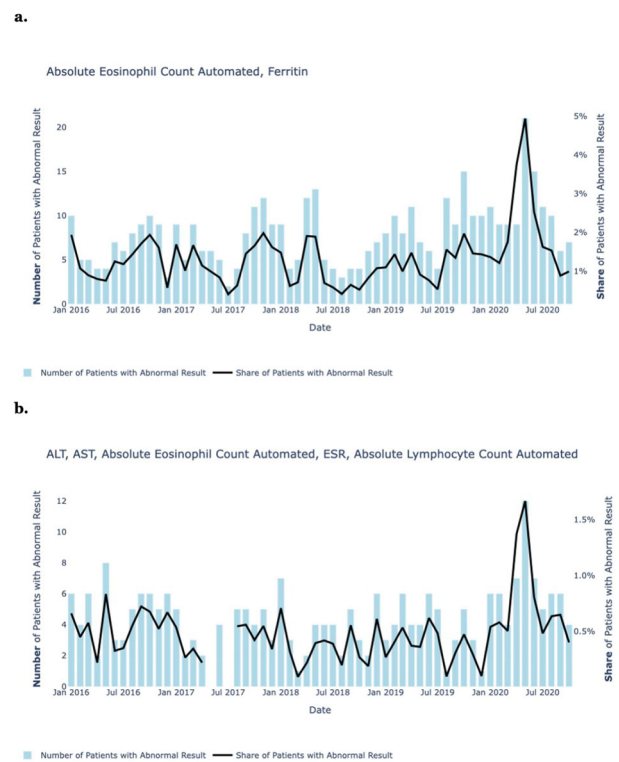 a.
Absolute Eosinophil Count Automated, Ferritin
Number of Patients with Abnormal Result
20
15
10
5
0
5%
4%
3%
2%
1%
Share of Patients with Abnormal Result
Jan 2016 Jul 2016 Jan 2017 Jul 2017 Jan 2018 Jul 2018 Jan 2019 Jul 2019 Jan 2020 Jul 2020
Date
Number of Patients with Abnormal Result Share of Patients with Abnormal Result
b.
ALT, AST, Absolute Eosinophil Count Automated, ESR, Absolute Lymphocyte Count Automated
Number of Patients with Abnormal Result
12
10
8
6
4
2
0
1.5%
1.0%
0.5%
Share of Patients with Abnormal Result
Jan 2016 Jul 2016 Jan 2017 Jul 2017 Jan 2018 Jul 2018 Jan 2019 Jul 2019 Jan 2020 Jul 2020
Date
Number of Patients with Abnormal Result Share of Patients with Abnormal Result